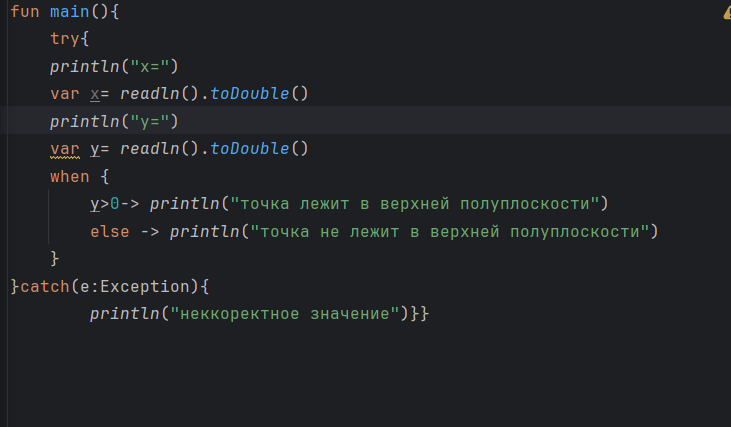 fun main(){
try{
println("x=")
var x= readln().toDouble()
println("y=")
var y= readln().toDouble()
when {
y>0-> println("точка лежит в верхней полуплоскости")
else -> println("точка не лежит в верхней полуплоскости")
}
}catch(e:Exception){
println("неккоректное значение")}}